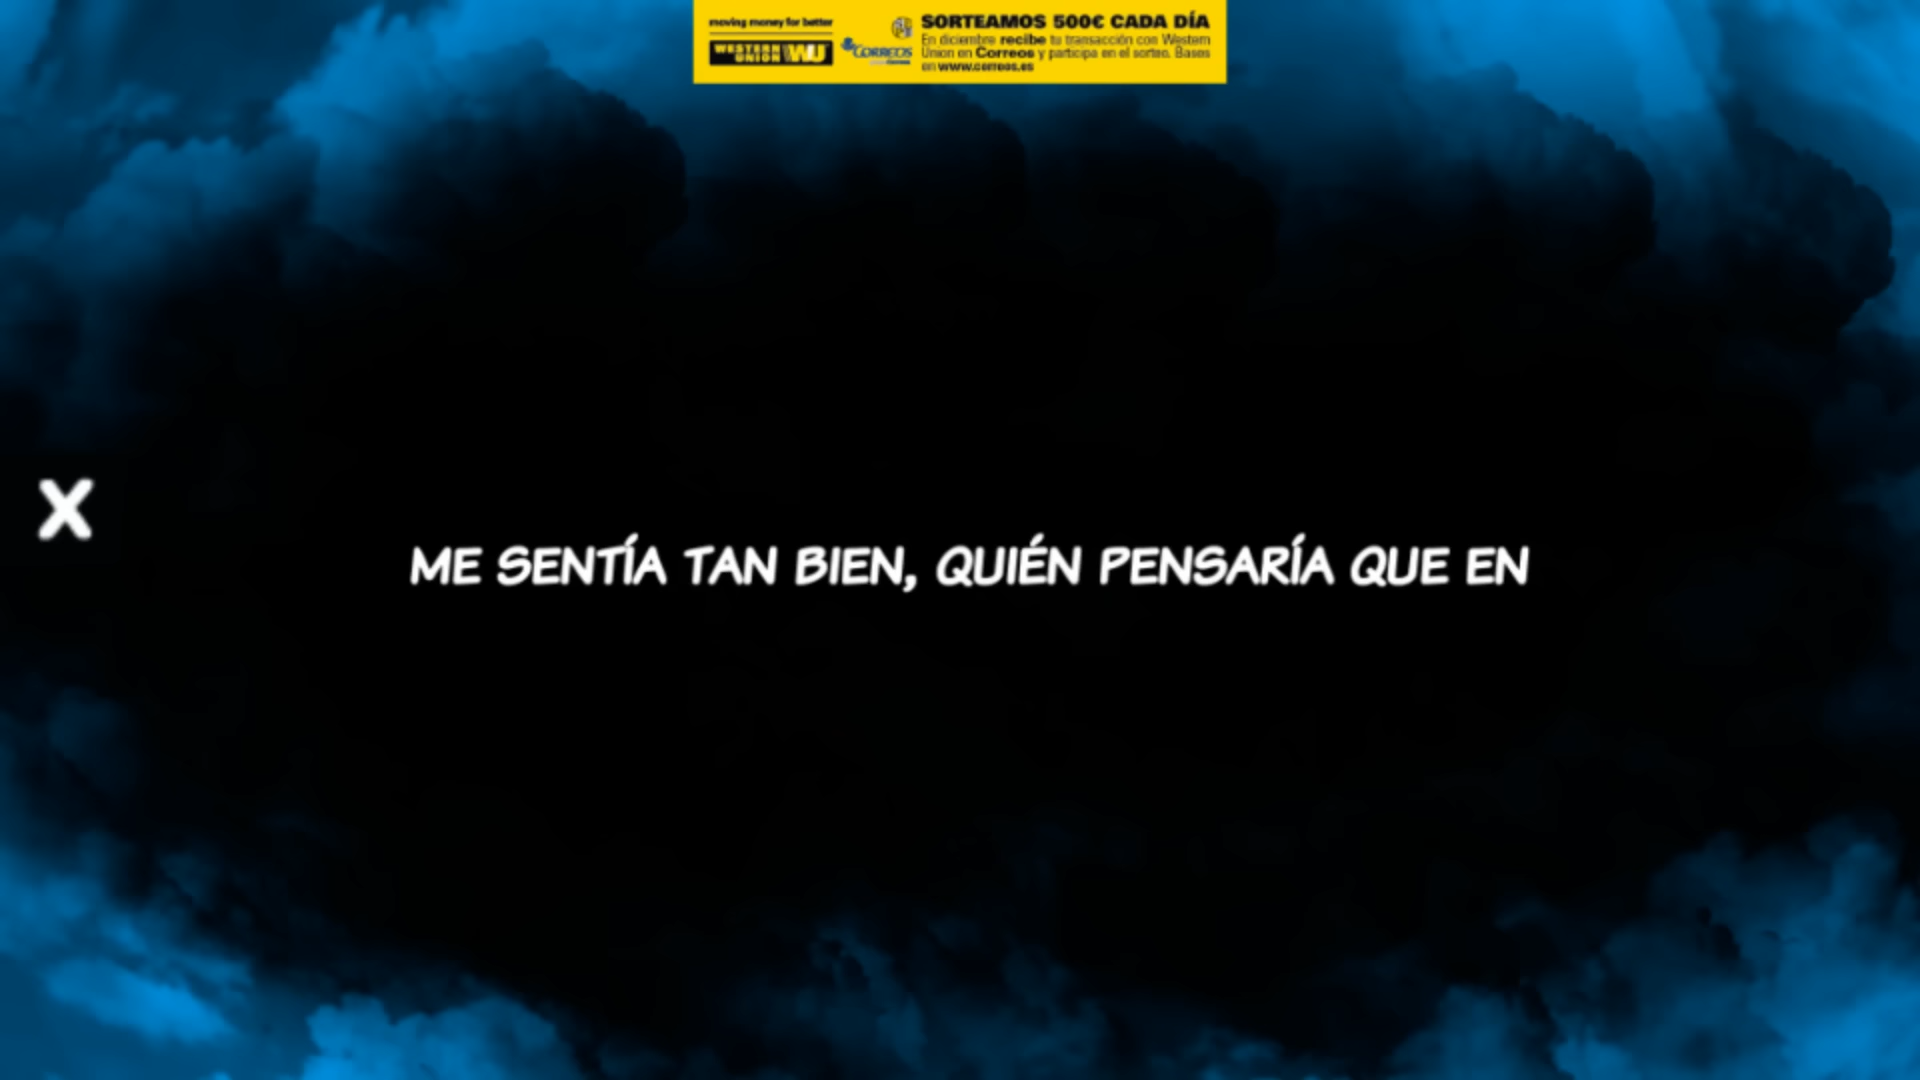 moving money for better
WESTERN
UNION WU
CORREOS
SORTEAMOS 500€ CADA DÍA
En diciembre recibe tu transacción con Western
Union en Correos y participa en el sorteo. Bases
en www.correos.es
X
ME SENTÍA TAN BIEN, QUIÉN PENSARÍA QUE EN